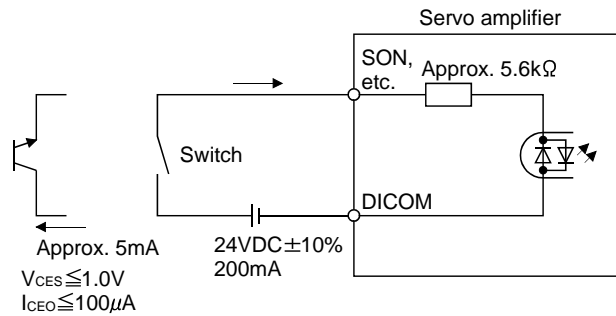 Servo amplifier
SON,
etc.
Approx. 5.6kΩ
Switch
DICOM
Approx. 5mA
24VDC±10%
200mA
VCES≦1.0V
ICEO≦100μA